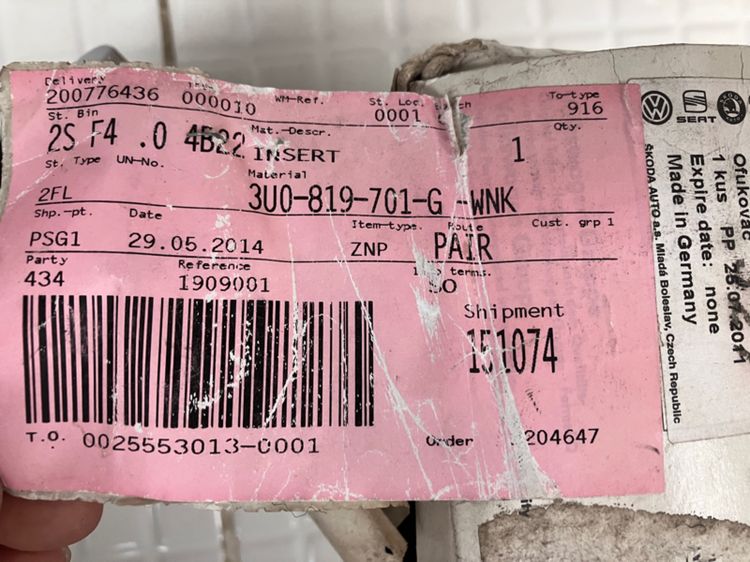 Delivery
200776436 000010 WM-Ref. St. Loc. 0001 To-type 916
St. Bin
2S F4 .0 4B22 Mat.-Descr. INSERT Qty. 1
St. Type UN-No. Material
2FL 3U0-819-701-G -WNK
Shp.-pt. Date Item-type. Route Cust. grp 1
PSG1 29.05.2014 ZNP PAIR
Party Reference terms.
434 1909001 SO
Shipment
151074
T.O. 0025553013-0001 Order 204647
SEAT
Ofukovac
1 kus PP
Expire date: none
Made in Germany
ŠKODA AUTO a.s. Mladá Boleslav, Czech Republic